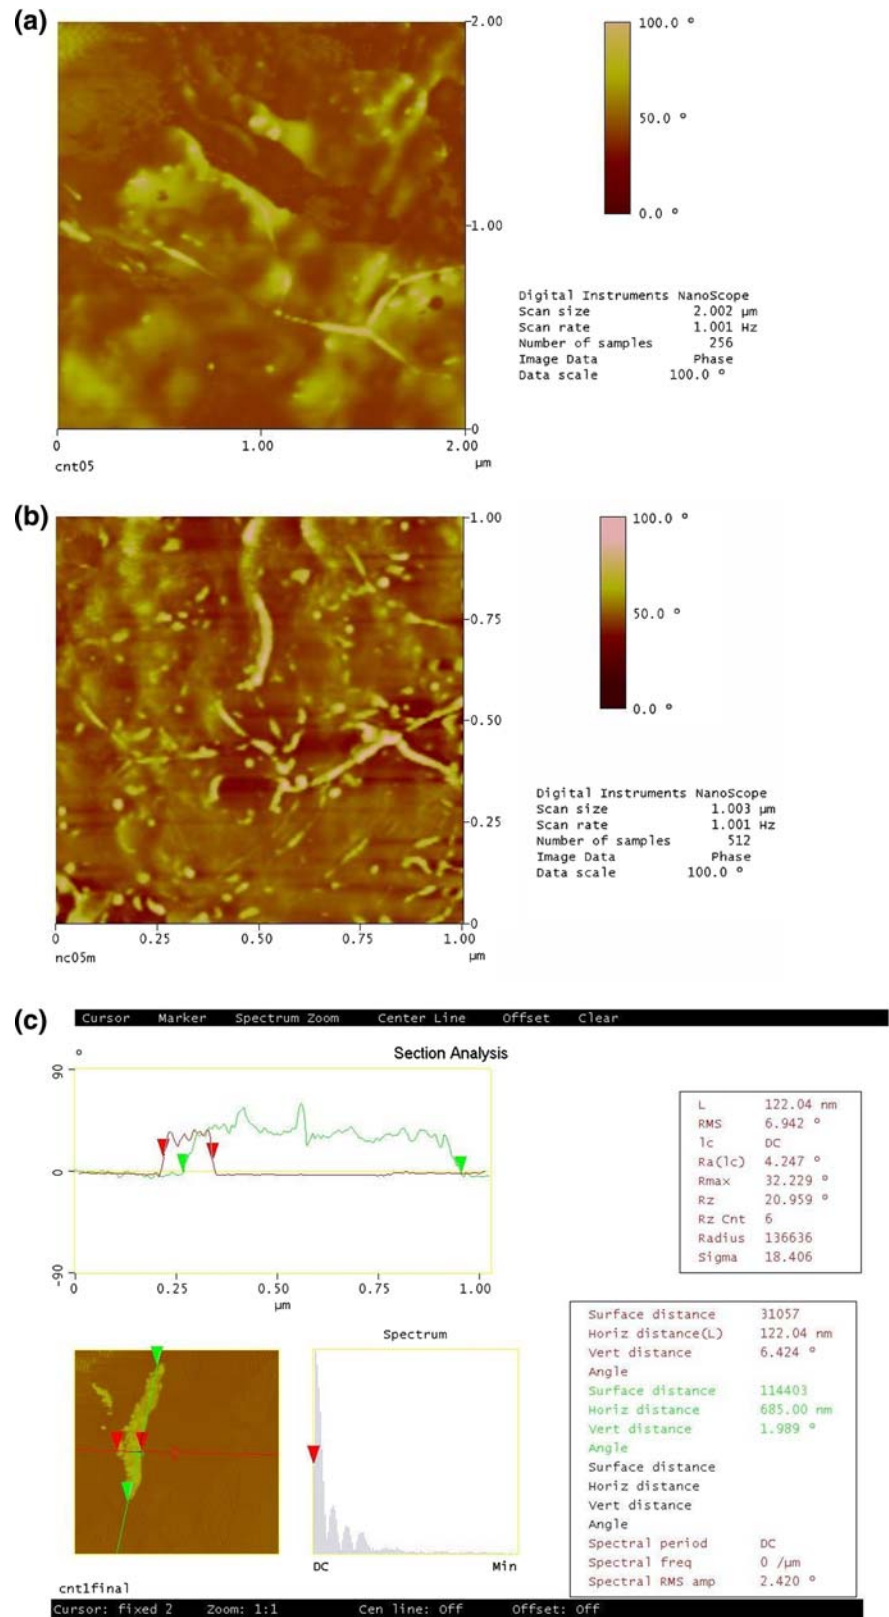 (a)
2.00
1.00
0
0 1.00 2.00
µm
cnt05
100.0 °
50.0 °
0.0 °
Digital Instruments NanoScope
Scan size 2.002 µm
Scan rate 1.001 Hz
Number of samples 256
Image Data Phase
Data scale 100.0 °
(b)
1.00
0.75
0.50
0.25
0
0 0.25 0.50 0.75 1.00
µm
nc05m
100.0 °
50.0 °
0.0 °
Digital Instruments NanoScope
Scan size 1.003 µm
Scan rate 1.001 Hz
Number of samples 512
Image Data Phase
Data scale 100.0 °
(c)
Cursor Marker Spectrum Zoom Center Line Offset Clear
Section Analysis
°
90
0
-90
0 0.25 0.50 0.75 1.00
µm
L 122.04 nm
RMS 6.942 °
lc DC
Ra(lc) 4.247 °
Rmax 32.229 °
Rz 20.959 °
Rz Cnt 6
Radius 136636
Sigma 18.406
Spectrum
DC Min
Surface distance 31057
Horiz distance(L) 122.04 nm
Vert distance 6.424 °
Angle
Surface distance 114403
Horiz distance 685.00 nm
Vert distance 1.989 °
Angle
Surface distance
Horiz distance
Vert distance
Angle
Spectral period DC
Spectral freq 0 /µm
Spectral RMS amp 2.420 °
cnt1final
Cursor: fixed 2 Zoom: 1:1 Cen line: Off Offset: Off